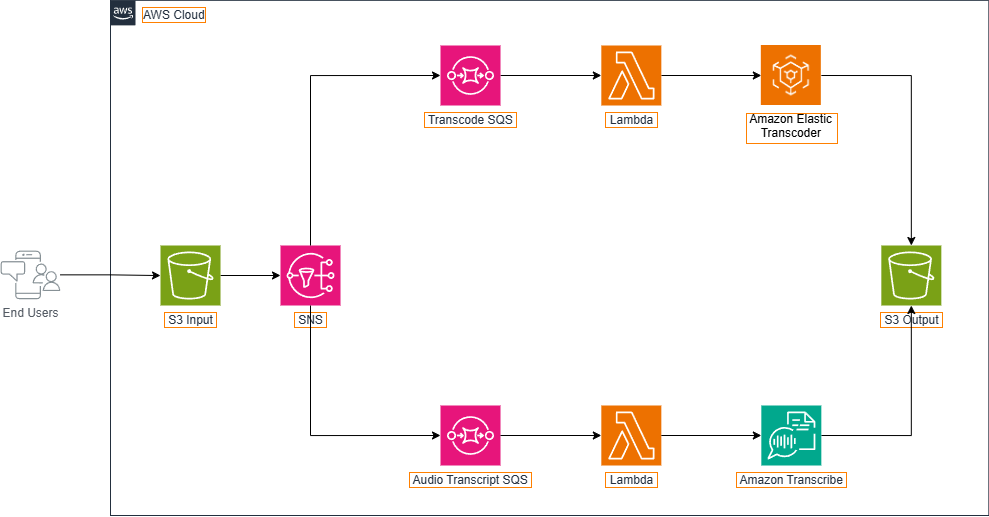 aws
AWS Cloud
Transcode SQS
Lambda
Amazon Elastic
Transcoder
End Users
S3 Input
SNS
S3 Output
Audio Transcript SQS
Lambda
Amazon Transcribe